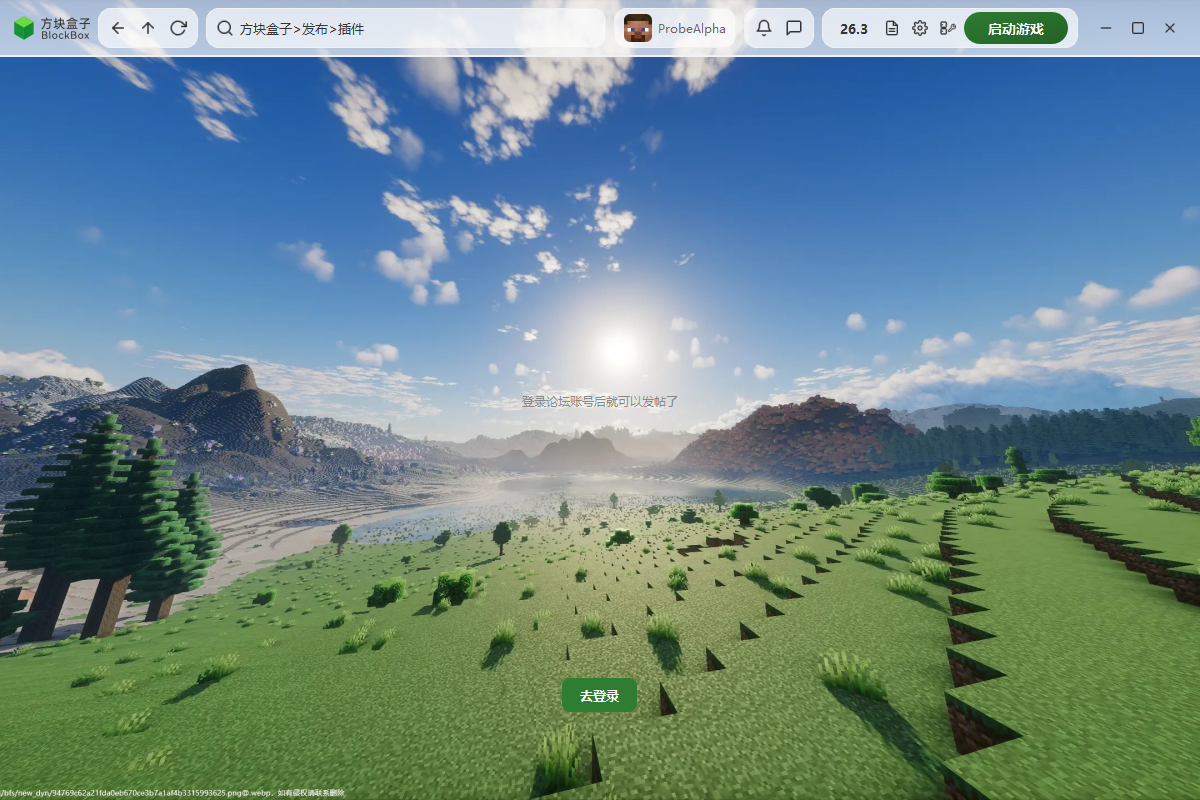 方块盒子
BlockBox
方块盒子>发布>插件
ProbeAlpha
26.3
启动游戏
登录论坛账号后就可以发帖了
去登录
/bfs/new_dyn/94769c62a21fda0eb670ce3b7a1af4b3315993625.png@.webp，如有侵权请联系删除